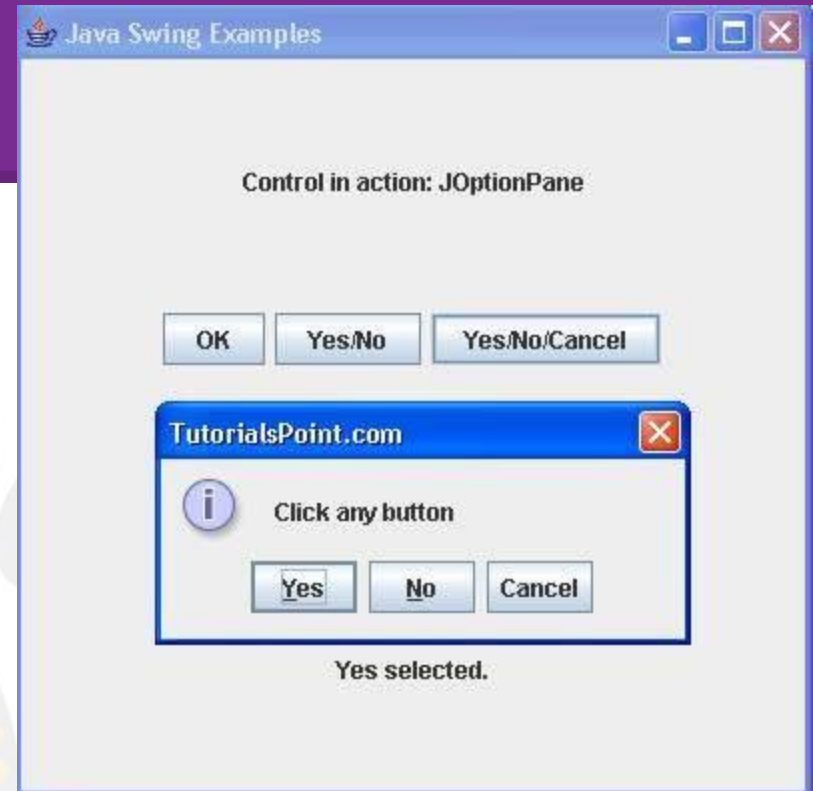 Java Swing Examples
Control in action: JOptionPane
OK Yes/No Yes/No/Cancel
TutorialsPoint.com
i Click any button
Yes No Cancel
Yes selected.